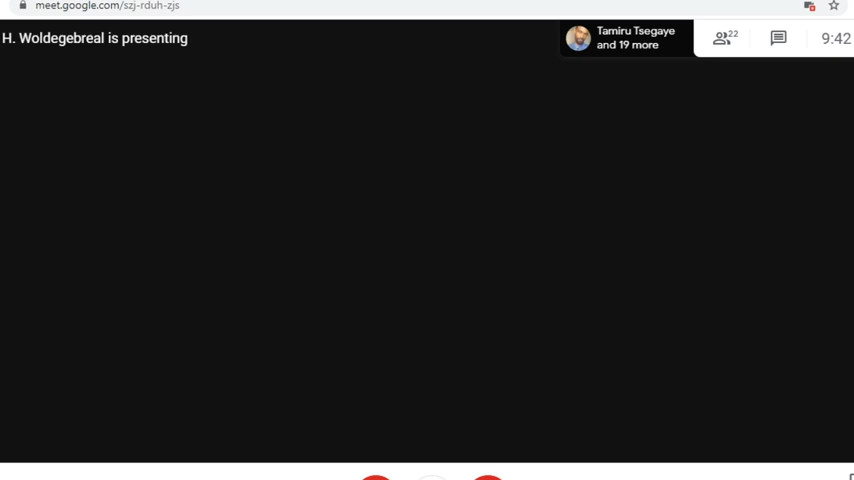 meet.google.com/szj-rduh-zjs
H. Woldegebreal is presenting
Tamiru Tsegaye
and 19 more
22
9:42